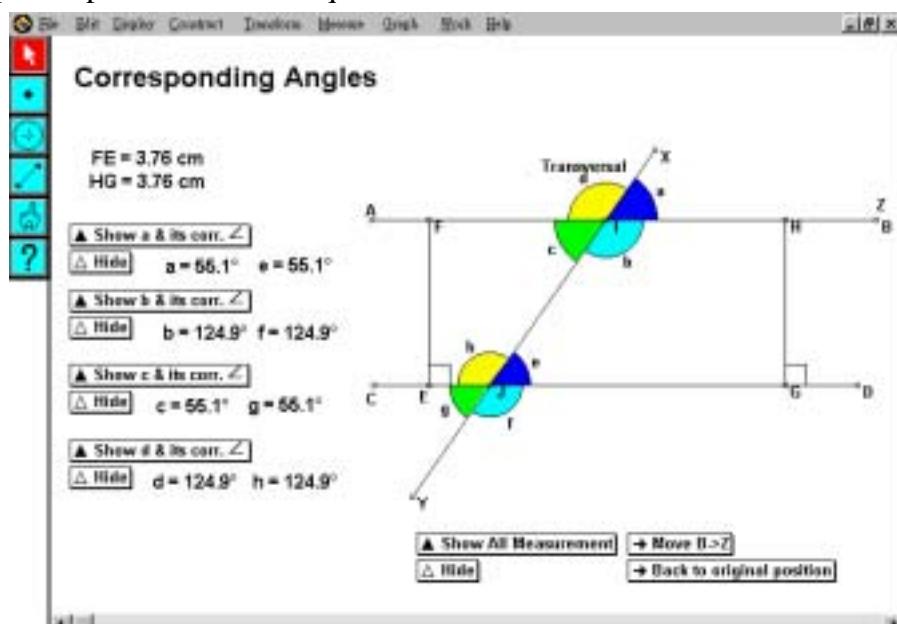 File Edit Display Construct Transform Measure Graph Work Help
Corresponding Angles
FE = 3.76 cm
HG = 3.76 cm
▲ Show a & its corr. ∠
△ Hide a = 55.1° e = 55.1°
▲ Show b & its corr. ∠
△ Hide b = 124.9° f = 124.9°
▲ Show c & its corr. ∠
△ Hide c = 55.1° g = 55.1°
▲ Show d & its corr. ∠
△ Hide d = 124.9° h = 124.9°
X
Transversal
d
a
A
F
I
H
Z
B
c
b
h
e
C
E
J
G
D
g
f
Y
▲ Show All Measurement
→ Move B->Z
△ Hide
→ Back to original position
?